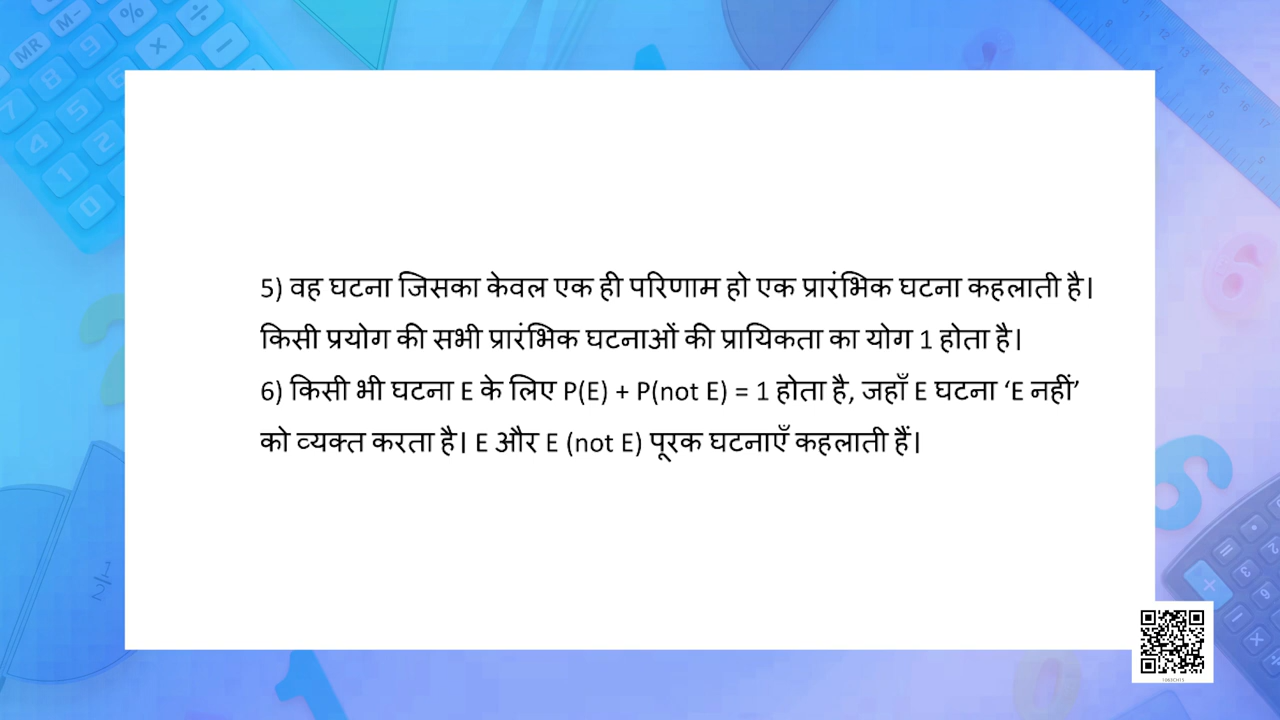 5) वह घटना जिसका केवल एक ही परिणाम हो एक प्रारंभिक घटना कहलाती है।
किसी प्रयोग की सभी प्रारंभिक घटनाओं की प्रायिकता का योग 1 होता है।
6) किसी भी घटना E के लिए P(E) + P(not E) = 1 होता है, जहाँ E घटना ‘E नहीं’
को व्यक्त करता है। E और E (not E) पूरक घटनाएँ कहलाती हैं।